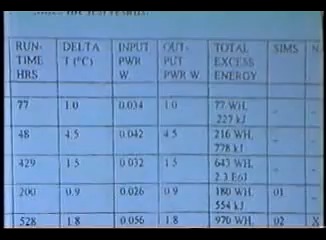 RUN- DELTA INPUT OUT- TOTAL SIMS N
TIME T (°C) PWR PUT EXCESS
HRS W PWR W ENERGY
77 1.0 0.034 1.0 77 WH, - -
227 kJ
48 4.5 0.042 4.5 216 WH, - -
778 kJ
429 1.5 0.032 1.5 643 WH, - -
2.3 E6J
200 0.9 0.026 0.9 180 WH, 01 -
554 kJ
528 1.8 0.056 1.8 970 WH, 02 X